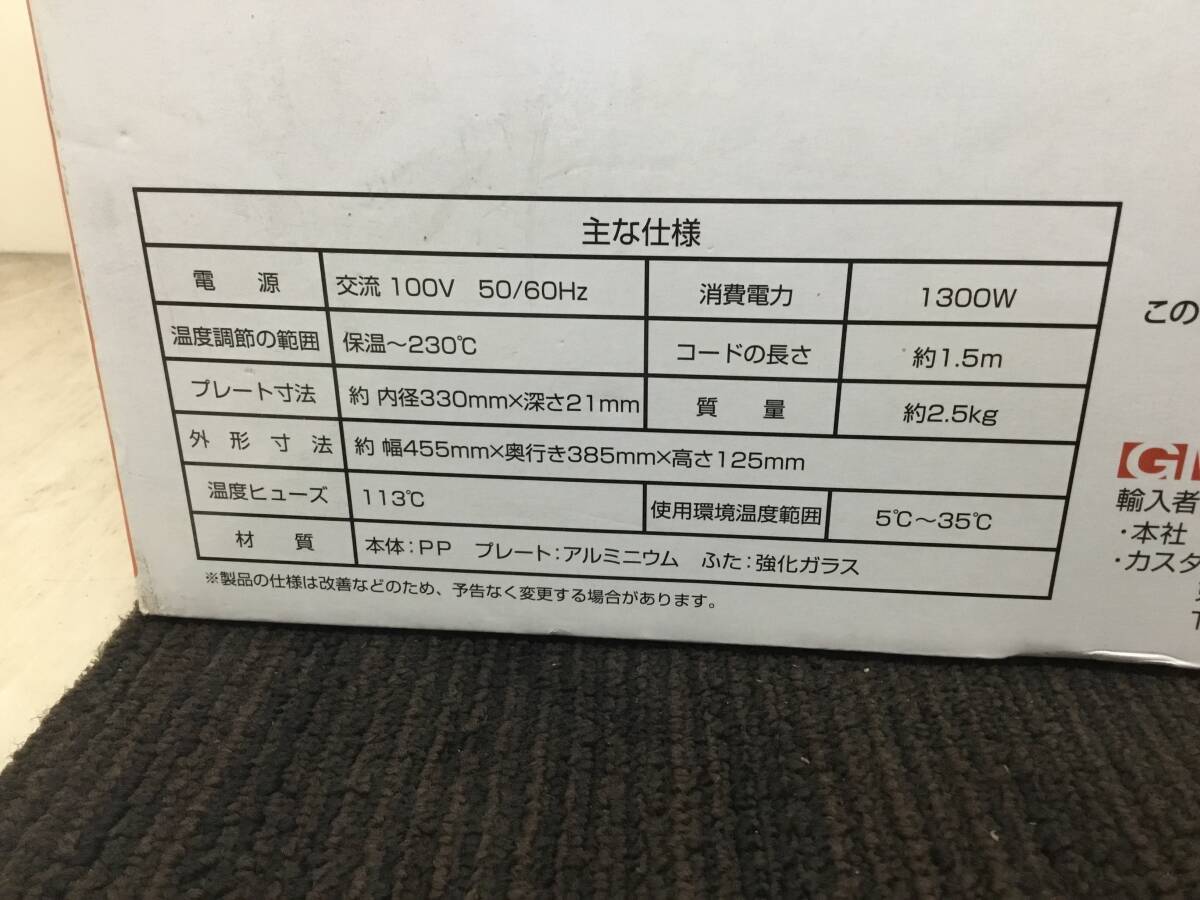 主な仕様
電源 交流 100V 50/60Hz 消費電力 1300W
温度調節の範囲 保温～230℃ コードの長さ 約1.5m
プレート寸法 約 内径330mm×深さ21mm 質量 約2.5kg
外形寸法 約 幅455mm×奥行き385mm×高さ125mm
温度ヒューズ 113℃ 使用環境温度範囲 5℃～35℃
材質 本体：PP プレート：アルミニウム ふた：強化ガラス
※製品の仕様は改善などのため、予告なく変更する場合があります。
この
G
輸入者
・本社
・カスタ
T